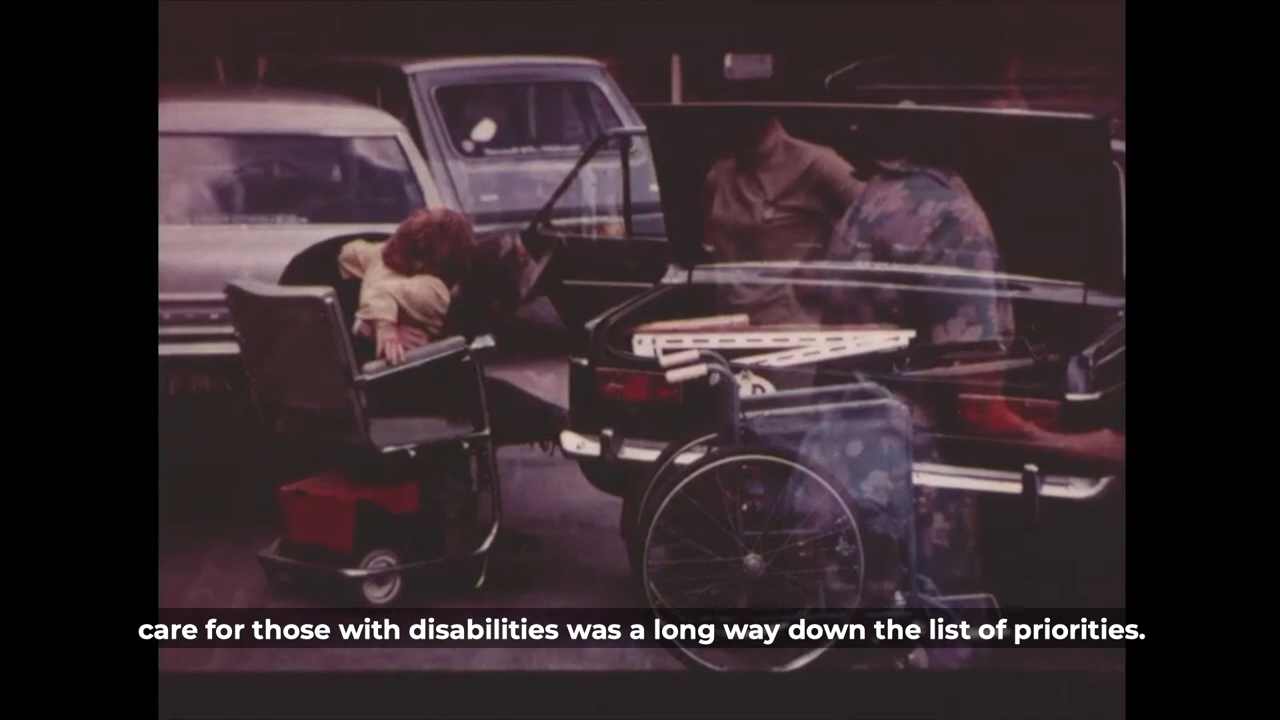 care for those with disabilities was a long way down the list of priorities.